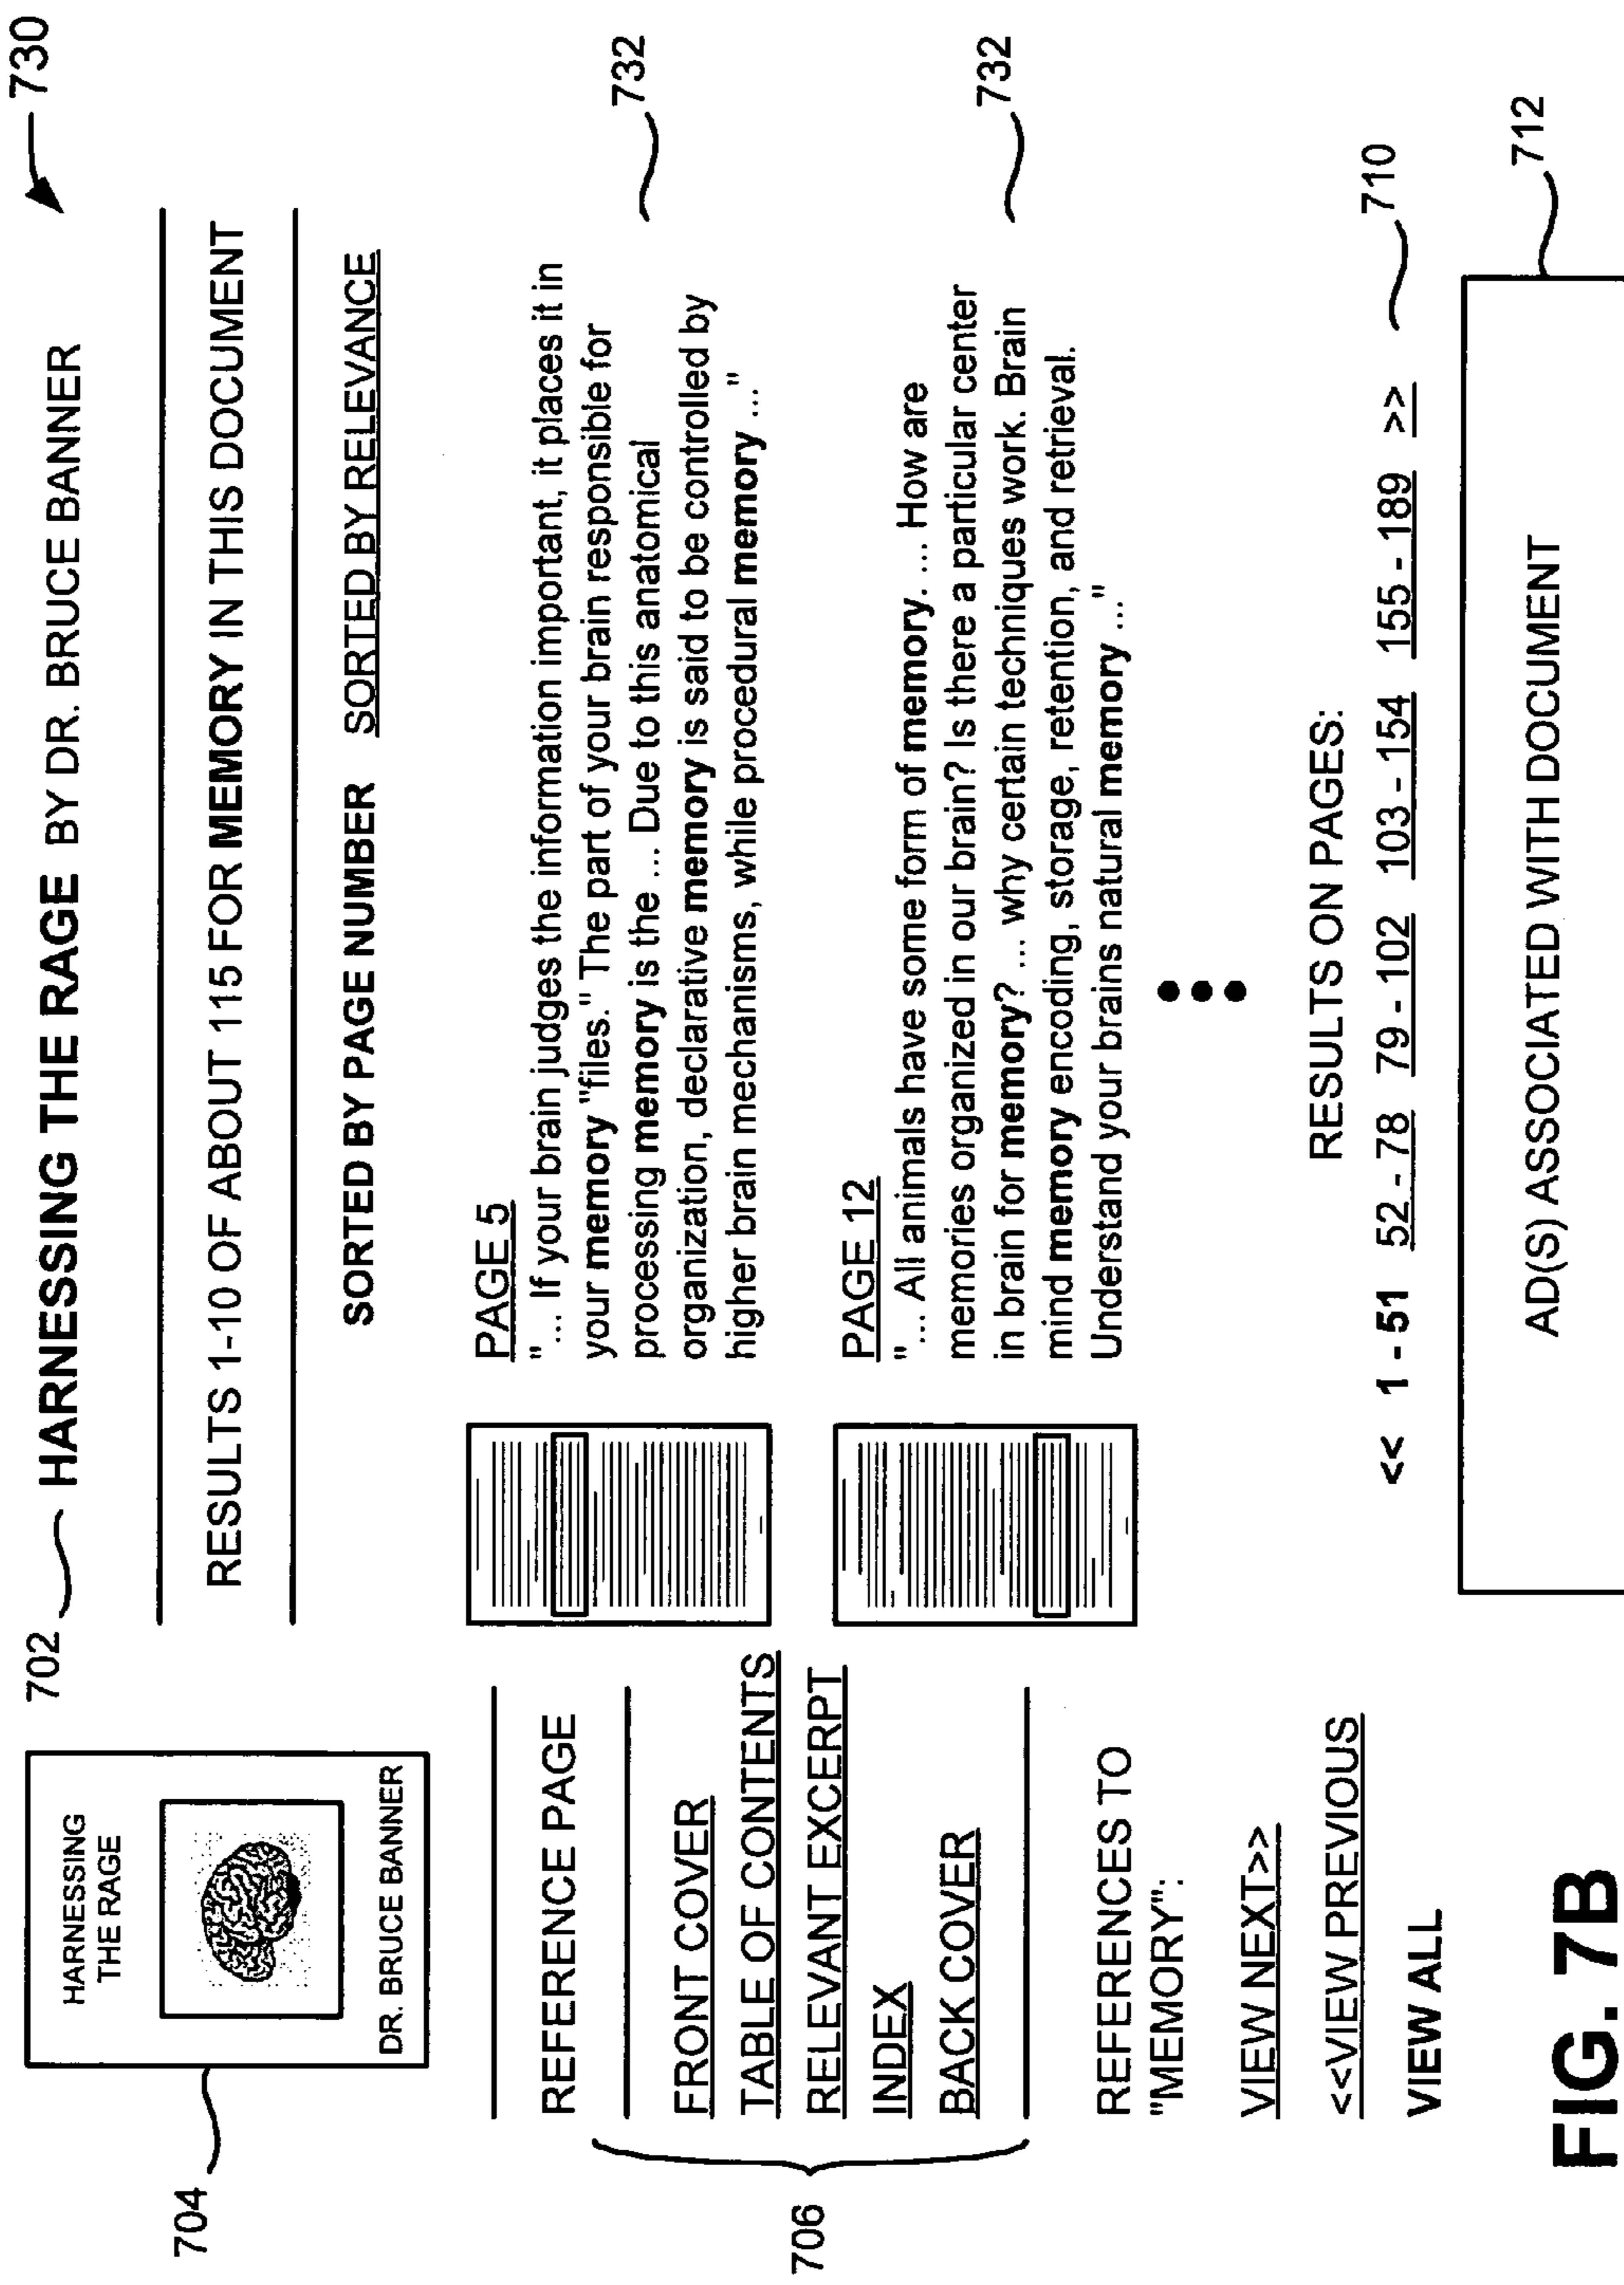 730
702
HARNESSING THE RAGE BY DR. BRUCE BANNER
704
HARNESSING
THE RAGE
DR. BRUCE BANNER
RESULTS 1-10 OF ABOUT 115 FOR MEMORY IN THIS DOCUMENT
SORTED BY PAGE NUMBER SORTED BY RELEVANCE
706
REFERENCE PAGE
FRONT COVER
TABLE OF CONTENTS
RELEVANT EXCERPT
INDEX
BACK COVER
REFERENCES TO
"MEMORY":
VIEW NEXT>>
<<VIEW PREVIOUS
VIEW ALL
PAGE 5
"... If your brain judges the information important, it places it in
your memory "files." The part of your brain responsible for
processing memory is the ... Due to this anatomical
organization, declarative memory is said to be controlled by
higher brain mechanisms, while procedural memory ..."
732
PAGE 12
"... All animals have some form of memory. ... How are
memories organized in our brain? Is there a particular center
in brain for memory? ... why certain techniques work. Brain
mind memory encoding, storage, retention, and retrieval.
Understand your brains natural memory ..."
732
RESULTS ON PAGES:
<< 1 - 51 52 - 78 79 - 102 103 - 154 155 - 189 >>
710
AD(S) ASSOCIATED WITH DOCUMENT
712
FIG. 7B